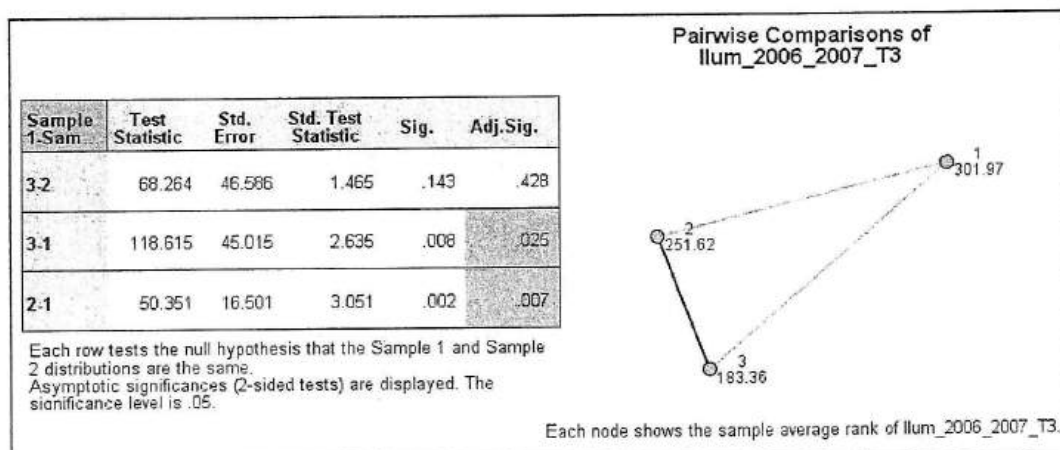 Pairwise Comparisons of
Ilum_2006_2007_T3
Sample 1-Sam... Test Statistic Std. Error Std. Test Statistic Sig. Adj.Sig.
3-2 68.264 46.586 1.465 .143 .428
3-1 118.615 45.015 2.635 .008 .025
2-1 50.351 16.501 3.051 .002 .007
Each row tests the null hypothesis that the Sample 1 and Sample
2 distributions are the same.
Asymptotic significances (2-sided tests) are displayed. The
significance level is .05.
1
301.97
2
251.62
3
183.36
Each node shows the sample average rank of Ilum_2006_2007_T3.